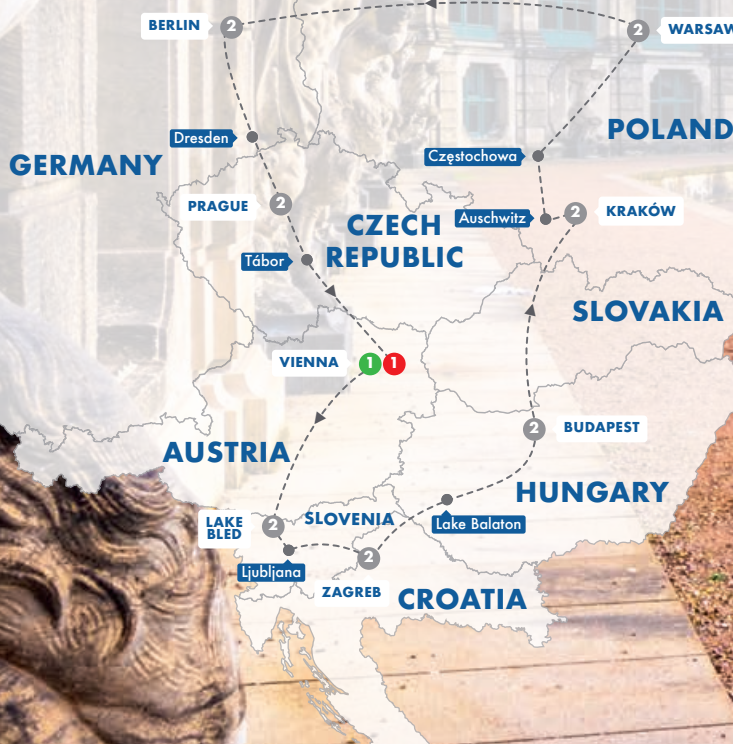 BERLIN
2
2
WARSAW
Dresden
POLAND
Częstochowa
GERMANY
PRAGUE
2
Auschwitz
2
KRAKÓW
CZECH
REPUBLIC
Tábor
SLOVAKIA
VIENNA
1
1
2
BUDAPEST
AUSTRIA
HUNGARY
LAKE
BLED
2
SLOVENIA
Lake Balaton
Ljubljana
2
ZAGREB
CROATIA